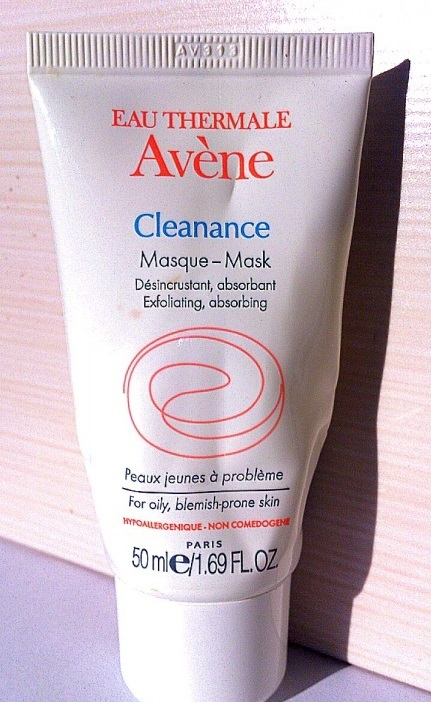 AV313
EAU THERMALE
Avène
Cleanance
Masque – Mask
Désincrustant, absorbant
Exfoliating, absorbing
Peaux jeunes à problème
For oily, blemish-prone skin
HYPOALLERGENIQUE - NON COMEDOGENE
PARIS
50 mle/1.69 FL.OZ.